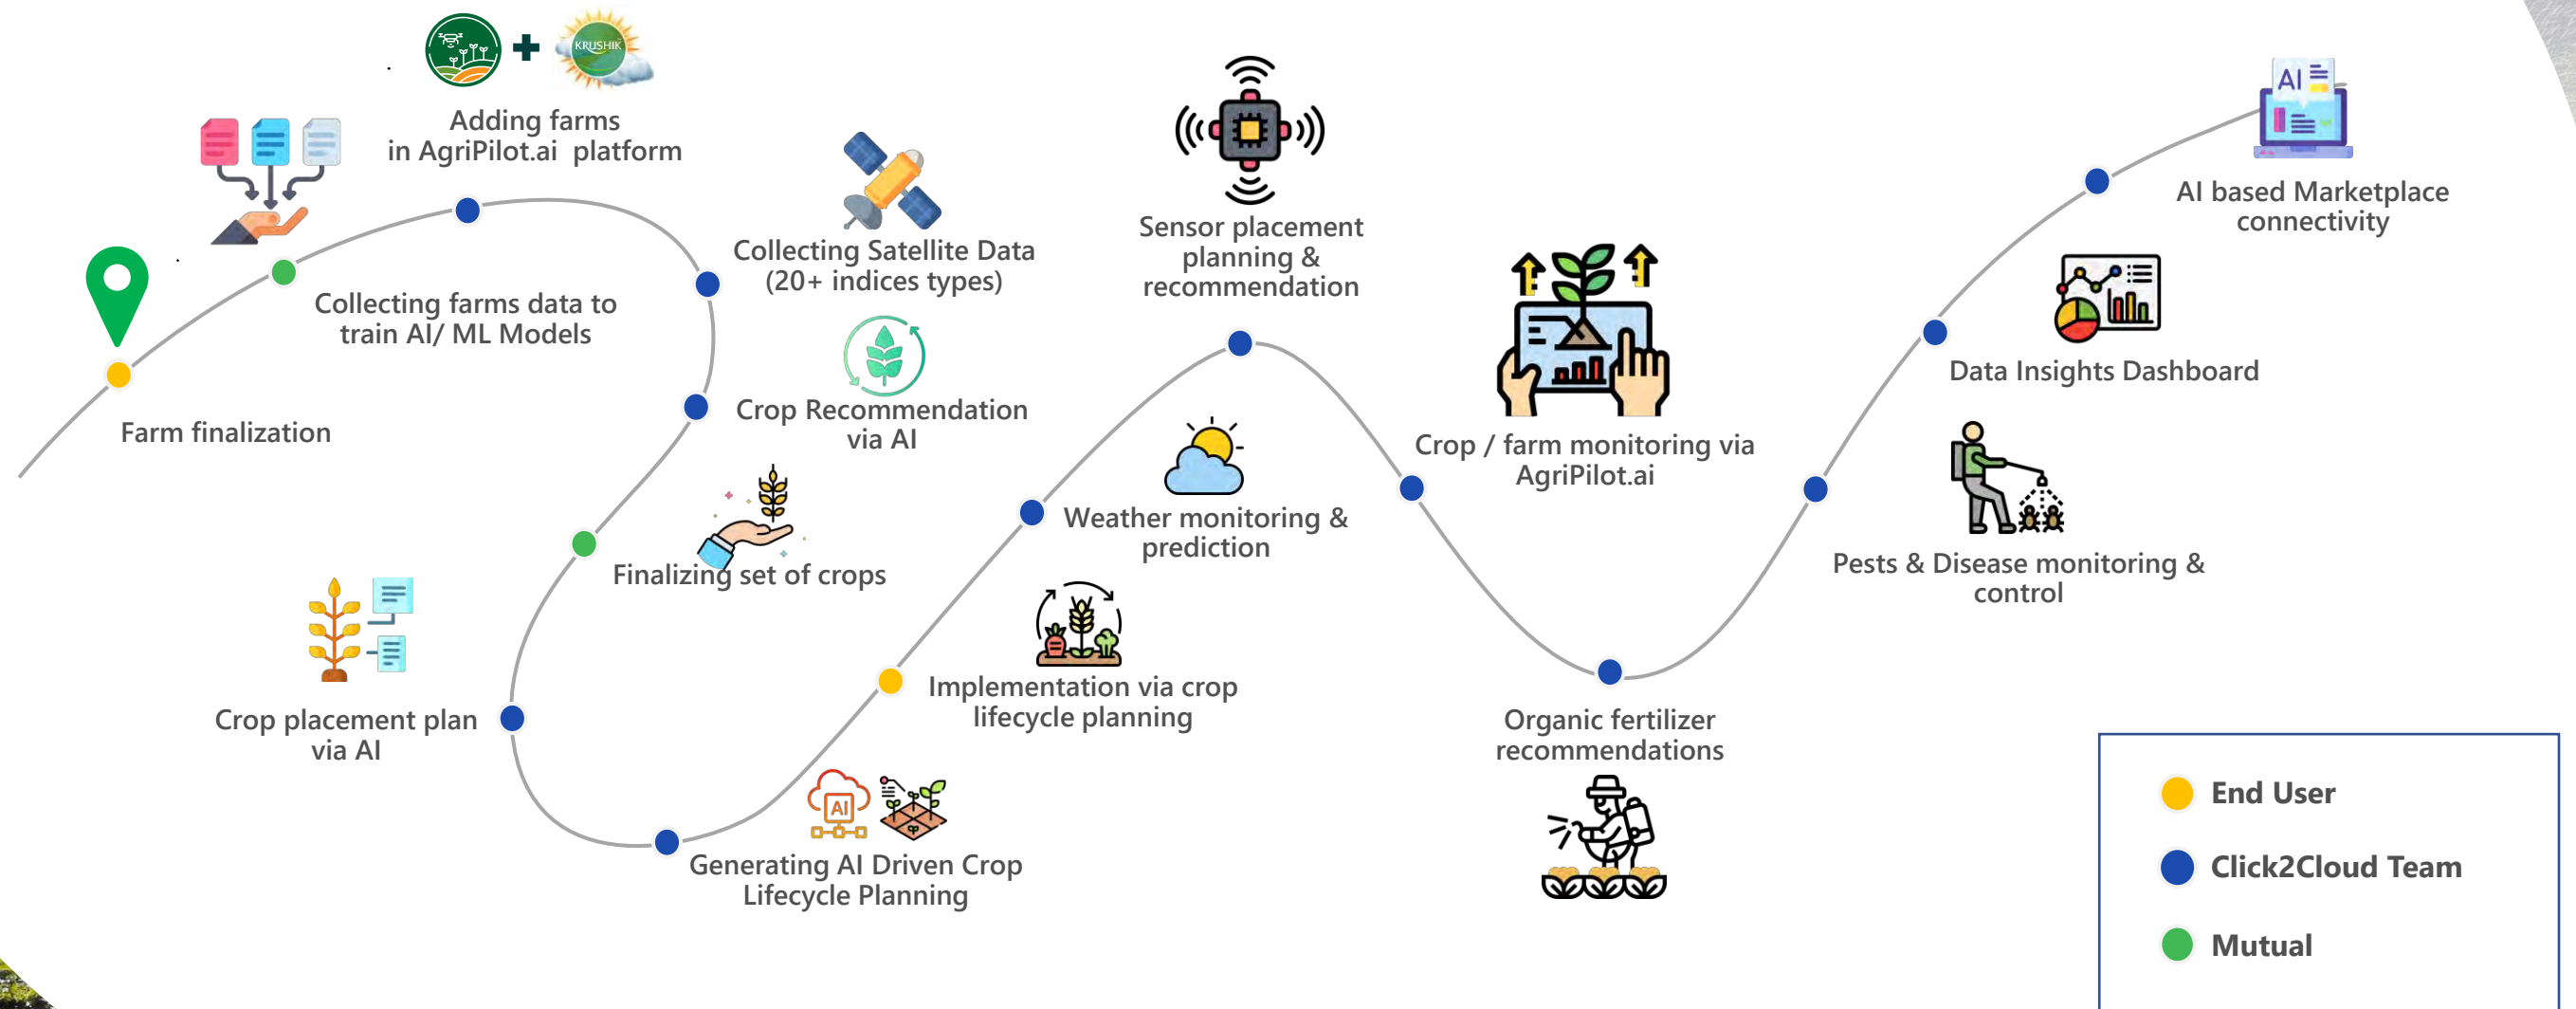 KRUSHIK
Adding farms
in AgriPilot.ai platform
Collecting farms data to
train AI/ ML Models
Farm finalization
Collecting Satellite Data
(20+ indices types)
Crop Recommendation
via AI
Finalizing set of crops
Crop placement plan
via AI
AI
Generating AI Driven Crop
Lifecycle Planning
Implementation via crop
lifecycle planning
Weather monitoring &
prediction
Sensor placement
planning &
recommendation
Crop / farm monitoring via
AgriPilot.ai
Organic fertilizer
recommendations
Pests & Disease monitoring &
control
Data Insights Dashboard
AI
AI based Marketplace
connectivity
End User
Click2Cloud Team
Mutual